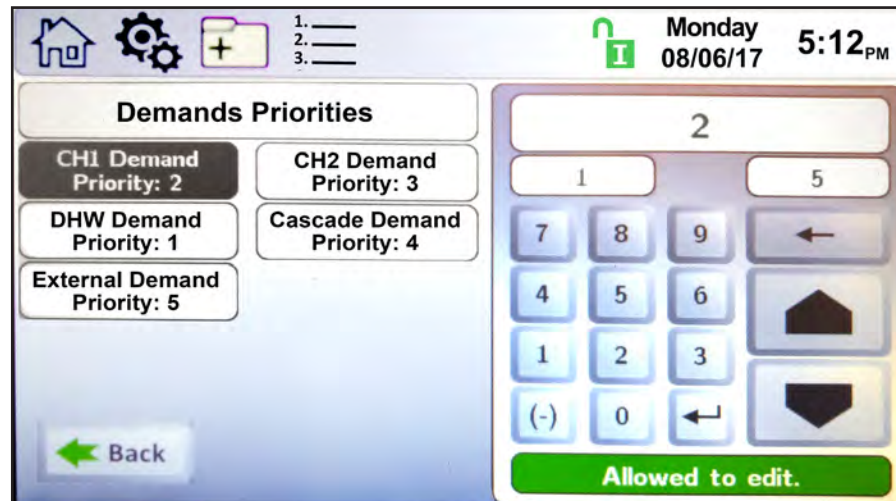 1.
2.
3.
I
Monday
08/06/17
5:12 PM
Demands Priorities
CH1 Demand
Priority: 2
CH2 Demand
Priority: 3
DHW Demand
Priority: 1
Cascade Demand
Priority: 4
External Demand
Priority: 5
Back
2
1
5
7 8 9
4 5 6
1 2 3
(-) 0
Allowed to edit.